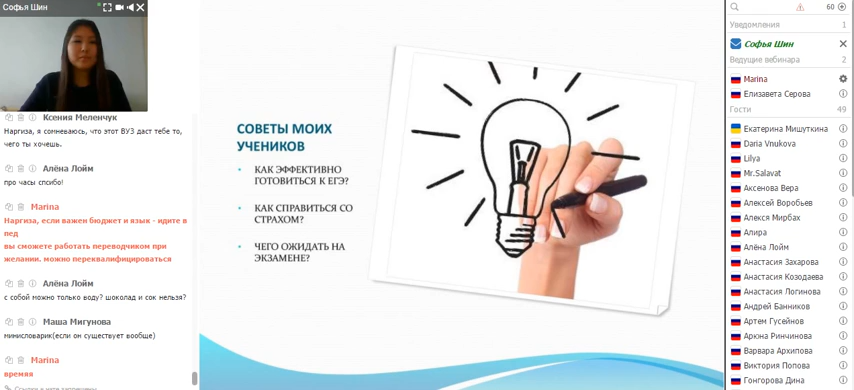 Софья Шин
Ксения Меленчук
Наргиза, я сонневаюсь, что этот ВУЗ даст тебе то,
чего ты хочешь.
Алёна Лойм
про часы спсибо!
Marina
Наргиза, если важен бюджет и язык - идите в
пед
вы сможете работать переводчиком при
желании. можно переквалифицироваться
Алёна Лойм
с собой можно только воду? шоколад и сок нельзя?
Маша Мигунова
минисловарик(если он существует вообще)
Marina
времяя
СОВЕТЫ МОИХ
УЧЕНИКОВ
• КАК ЭФФЕКТИВНО
ГОТОВИТЬСЯ К ЕГЭ?
• КАК СПРАВИТЬСЯ СО
СТРАХОМ?
• ЧЕГО ОЖИДАТЬ НА
ЭКЗАМЕНЕ?
60
Уведомления 1
Софья Шин
Ведущие вебинара 2
Marina
Елизавета Серова
Гости 49
Екатерина Мишуткина
Daria Vnukova
Lilya
Mr.Salavat
Аксенова Вера
Алексей Воробьев
Алекся Мирбах
Алира
Алёна Лойм
Анастасия Захарова
Анастасия Козодаева
Анастасия Логинова
Андрей Банников
Артем Гусейнов
Арюна Ринчинова
Варвара Архипова
Виктория Попова
Гонгорова Дина